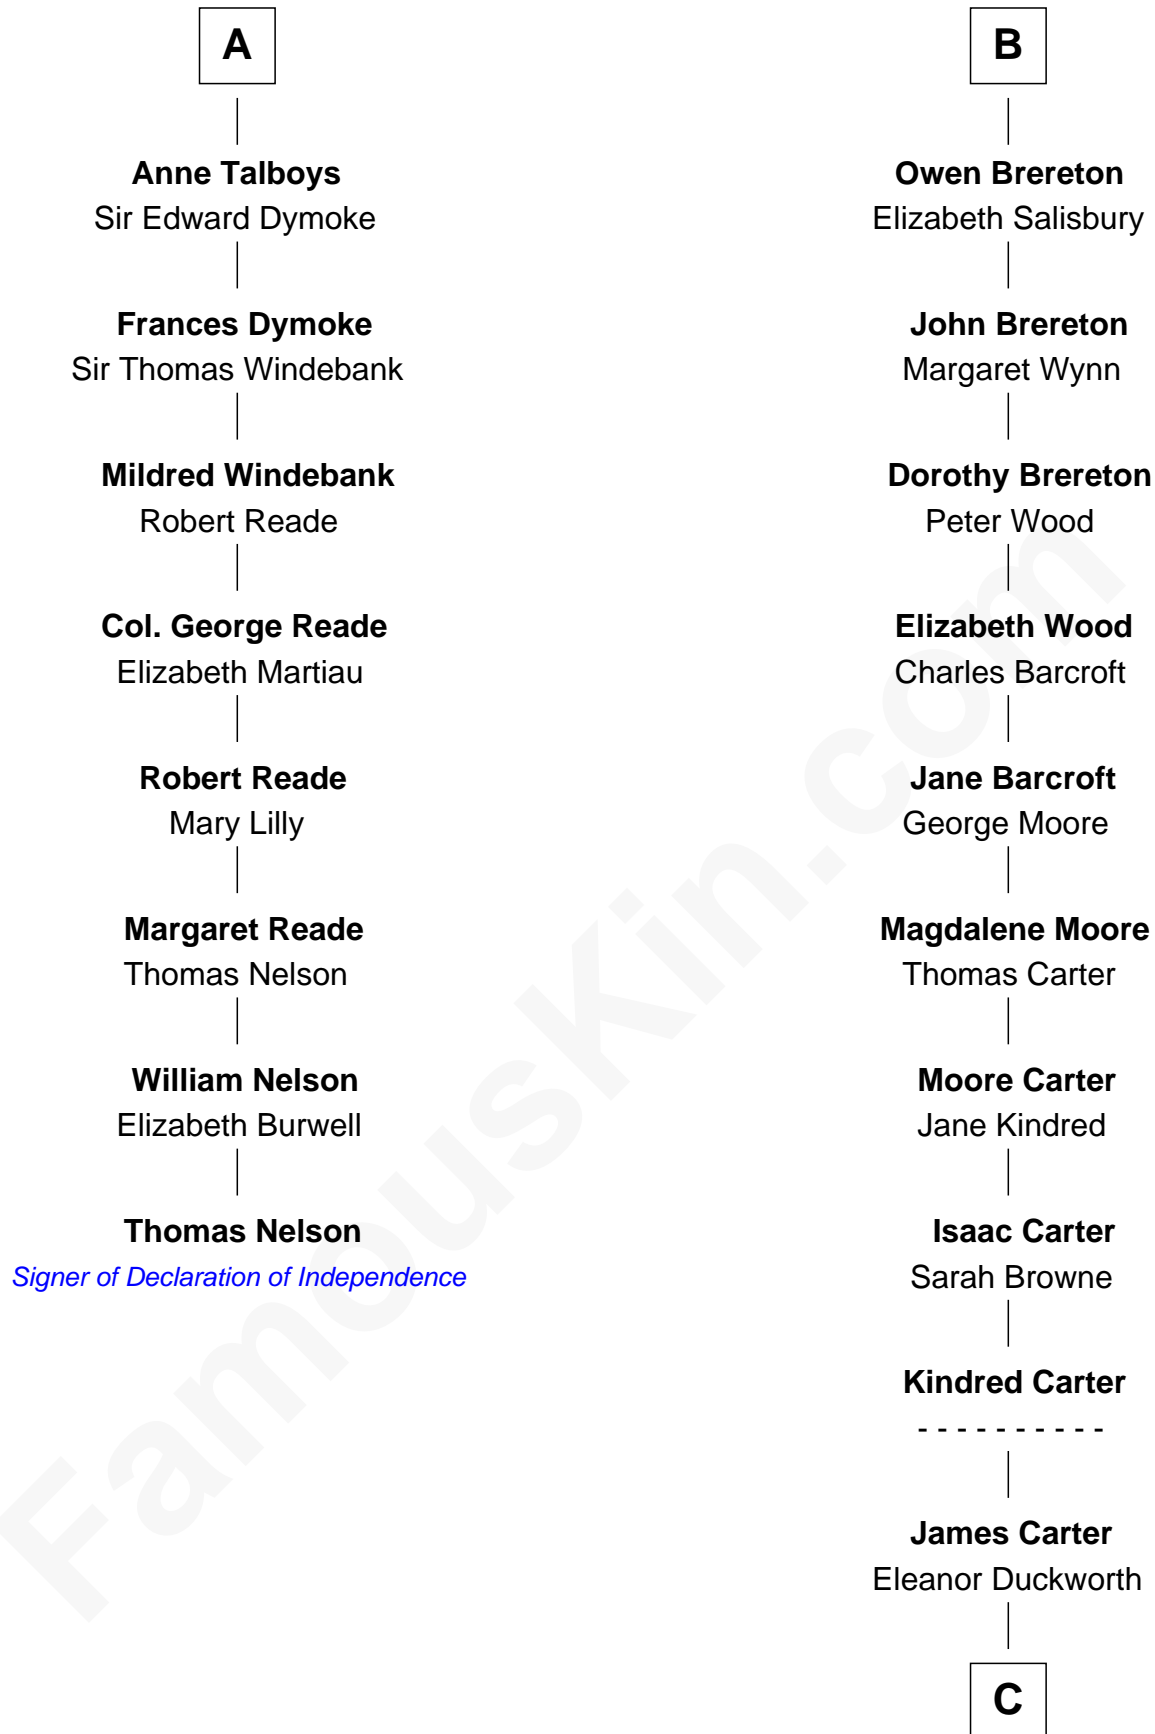 A
Anne Talboys
Sir Edward Dymoke
Frances Dymoke
Sir Thomas Windebank
Mildred Windebank
Robert Reade
Col. George Reade
Elizabeth Martiau
Robert Reade
Mary Lilly
Margaret Reade
Thomas Nelson
William Nelson
Elizabeth Burwell
Thomas Nelson
Signer of Declaration of Independence
B
Owen Brereton
Elizabeth Salisbury
John Brereton
Margaret Wynn
Dorothy Brereton
Peter Wood
Elizabeth Wood
Charles Barcroft
Jane Barcroft
George Moore
Magdalene Moore
Thomas Carter
Moore Carter
Jane Kindred
Isaac Carter
Sarah Browne
Kindred Carter
- - - - - - - - - -
James Carter
Eleanor Duckworth
C
FamousKin.com